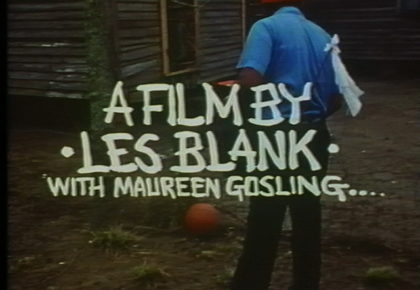 A FILM BY
• LES BLANK •
WITH MAUREEN GOSLING....